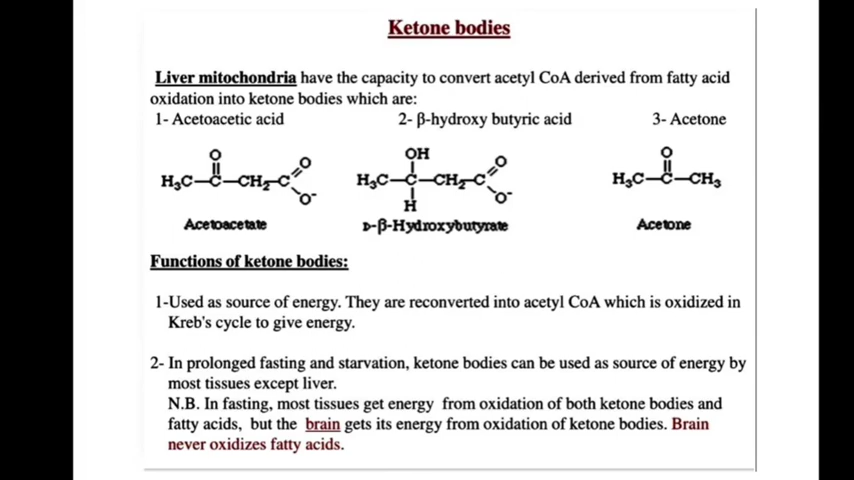 Ketone bodies
Liver mitochondria have the capacity to convert acetyl CoA derived from fatty acid
oxidation into ketone bodies which are:
1- Acetoacetic acid 2- β-hydroxy butyric acid 3- Acetone
O
H₃C—C—CH₂—C O
O⁻
Acetoacetate
OH
H₃C—C—CH₂—C O
H O⁻
D-β-Hydroxybutyrate
O
H₃C—C—CH₃
Acetone
Functions of ketone bodies:
1-Used as source of energy. They are reconverted into acetyl CoA which is oxidized in
Kreb's cycle to give energy.
2- In prolonged fasting and starvation, ketone bodies can be used as source of energy by
most tissues except liver.
N.B. In fasting, most tissues get energy from oxidation of both ketone bodies and
fatty acids, but the brain gets its energy from oxidation of ketone bodies. Brain
never oxidizes fatty acids.